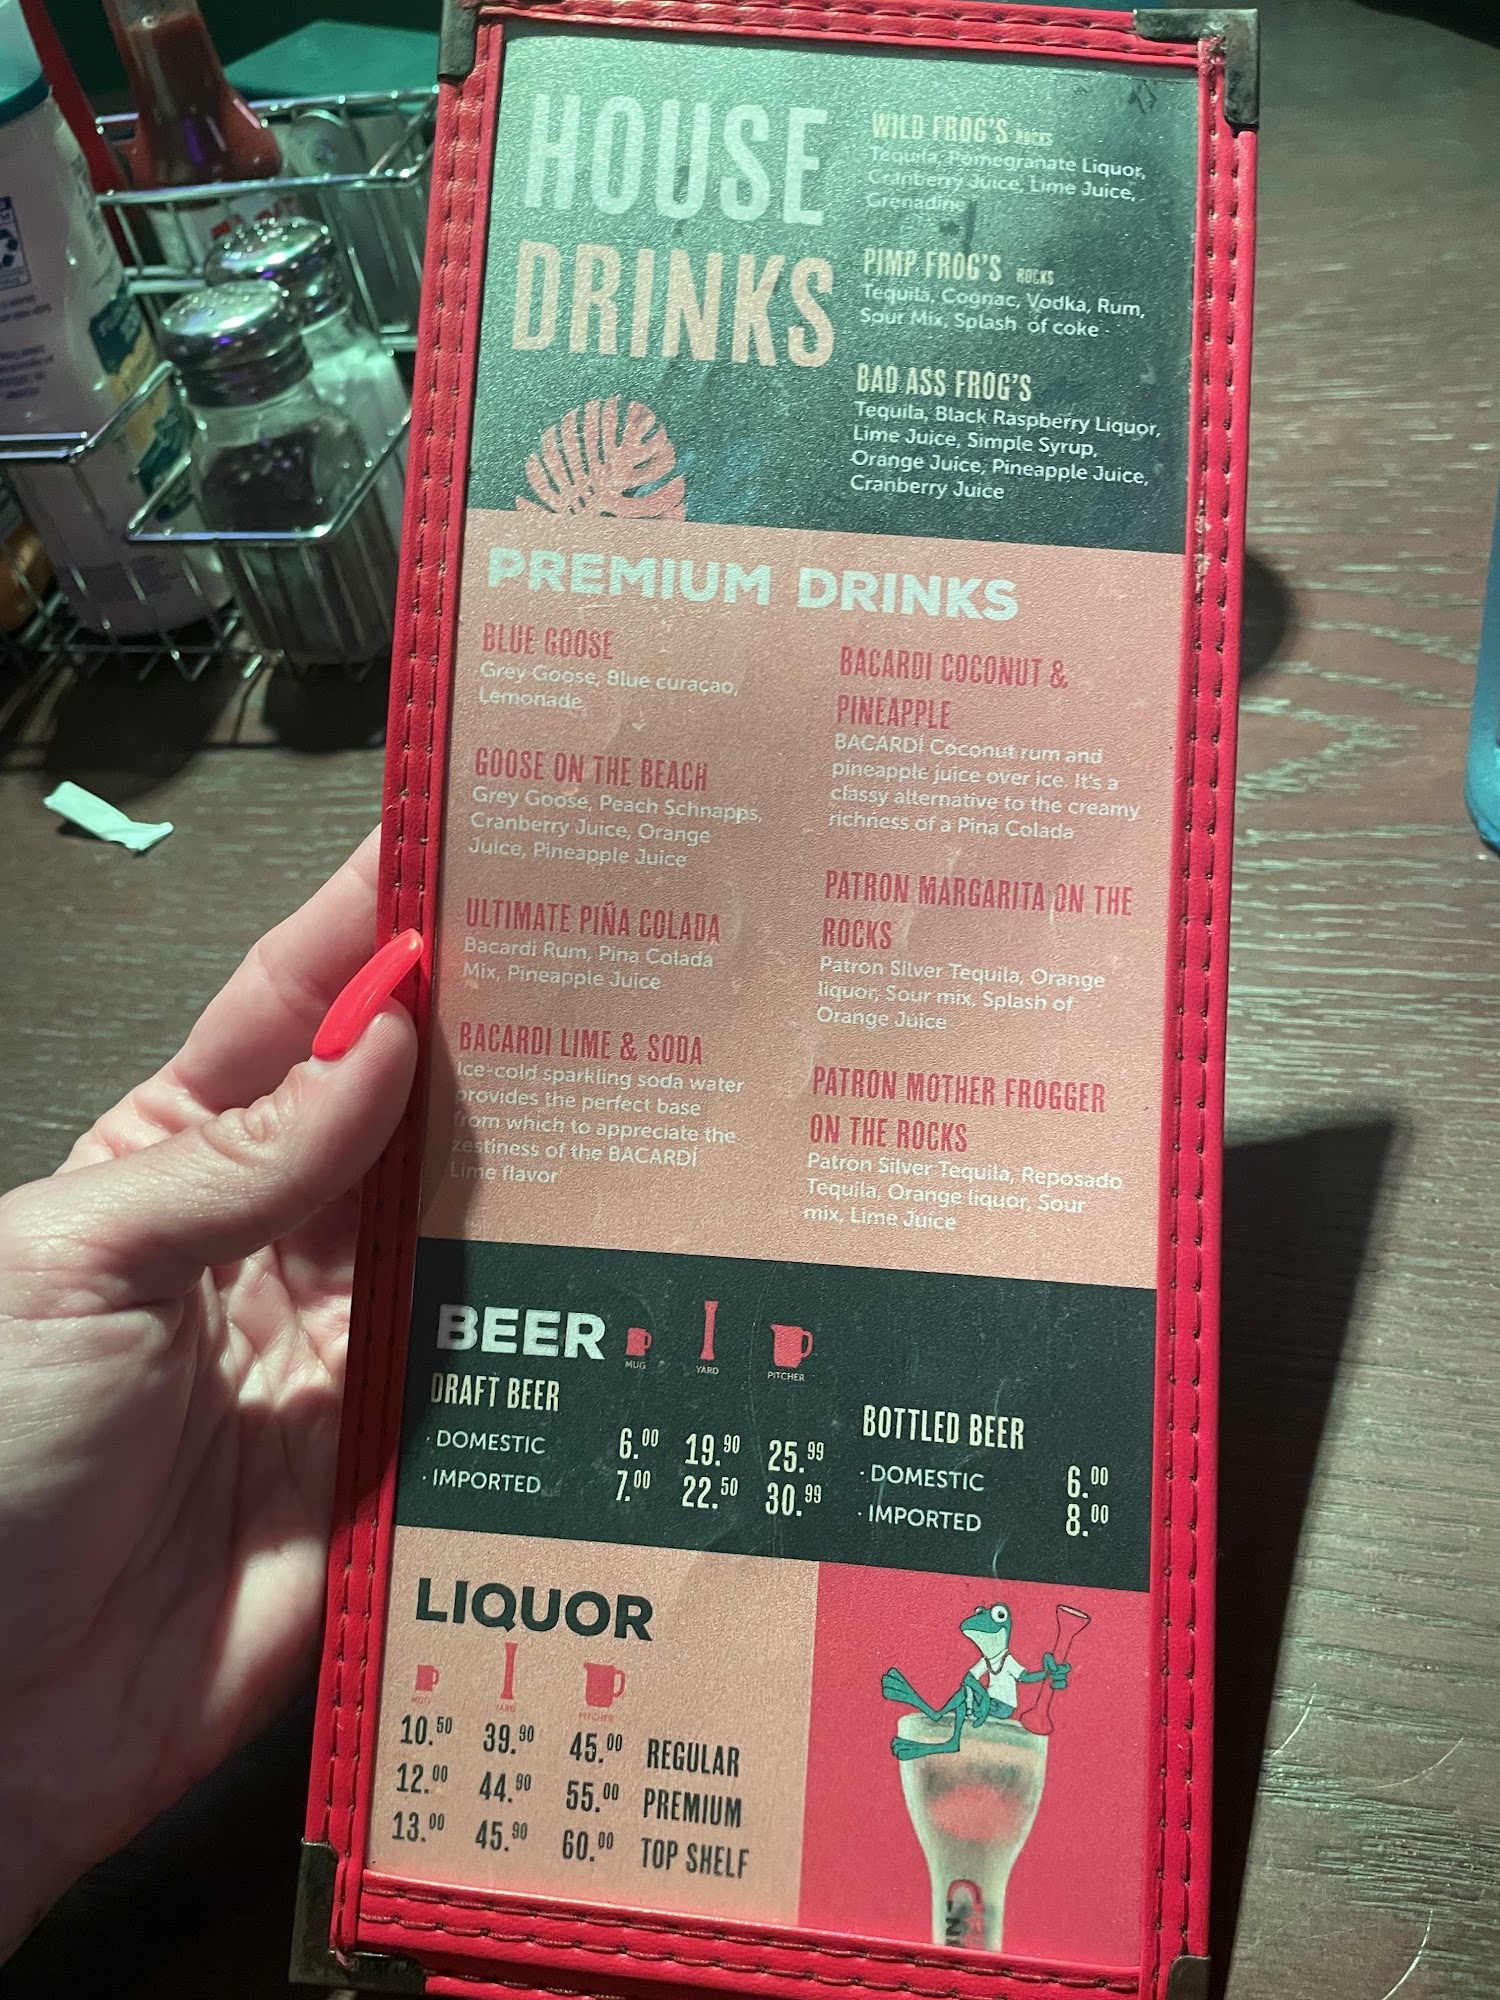 HOUSE
DRINKS
WILD FROG'S ROCKS
Tequila, Pomegranate Liquor,
Cranberry Juice, Lime Juice,
Grenadine
PIMP FROG'S ROCKS
Tequila, Cognac, Vodka, Rum,
Sour Mix, Splash of coke
BAD ASS FROG'S
Tequila, Black Raspberry Liquor,
Lime Juice, Simple Syrup,
Orange Juice, Pineapple Juice,
Cranberry Juice
PREMIUM DRINKS
BLUE GOOSE
Grey Goose, Blue curaçao,
Lemonade
GOOSE ON THE BEACH
Grey Goose, Peach Schnapps,
Cranberry Juice, Orange
Juice, Pineapple Juice
ULTIMATE PIÑA COLADA
Bacardi Rum, Pina Colada
Mix, Pineapple Juice
BACARDI LIME & SODA
Ice-cold sparkling soda water
provides the perfect base
from which to appreciate the
zestiness of the BACARDÍ
Lime flavor
BACARDI COCONUT &
PINEAPPLE
BACARDÍ Coconut rum and
pineapple juice over ice. It's a
classy alternative to the creamy
richness of a Pina Colada
PATRON MARGARITA ON THE
ROCKS
Patron Silver Tequila, Orange
liquor, Sour mix, Splash of
Orange Juice
PATRON MOTHER FROGGER
ON THE ROCKS
Patron Silver Tequila, Reposado
Tequila, Orange liquor, Sour
mix, Lime Juice
BEER MUG YARD PITCHER
DRAFT BEER
· DOMESTIC 6.00 19.90 25.99
· IMPORTED 7.00 22.50 30.99
BOTTLED BEER
· DOMESTIC 6.00
· IMPORTED 8.00
LIQUOR
MUG YARD PITCHER
10.50 39.90 45.00 REGULAR
12.00 44.90 55.00 PREMIUM
13.00 45.90 60.00 TOP SHELF